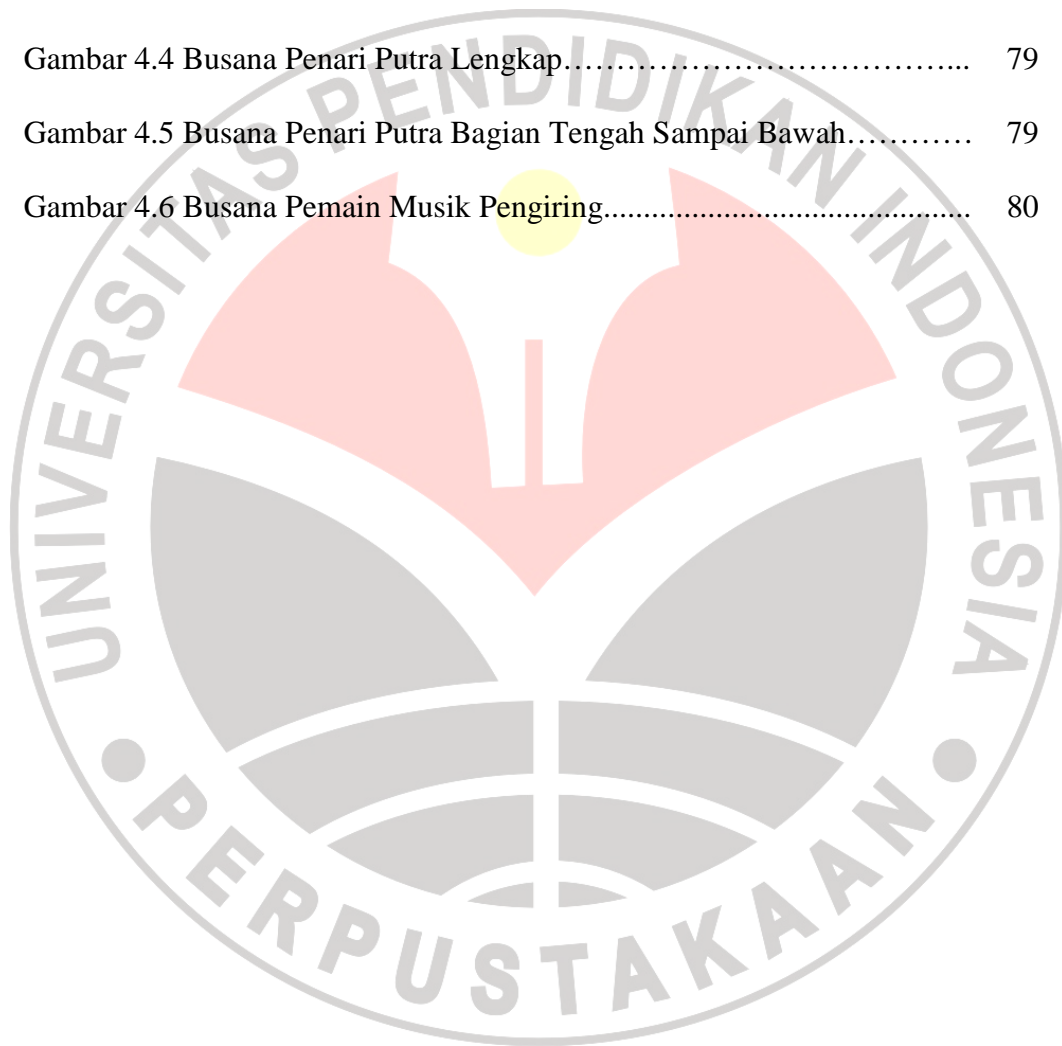 Gambar 4.4 Busana Penari Putra Lengkap………………………………... 79
Gambar 4.5 Busana Penari Putra Bagian Tengah Sampai Bawah………… 79
Gambar 4.6 Busana Pemain Musik Pengiring....................................... 80
UNIVERSITAS PENDIDIKAN INDONESIA
PERPUSTAKAAN